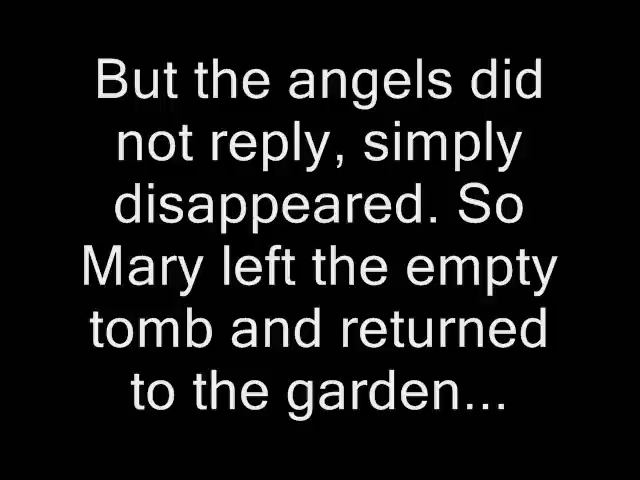 But the angels did
not reply, simply
disappeared. So
Mary left the empty
tomb and returned
to the garden...